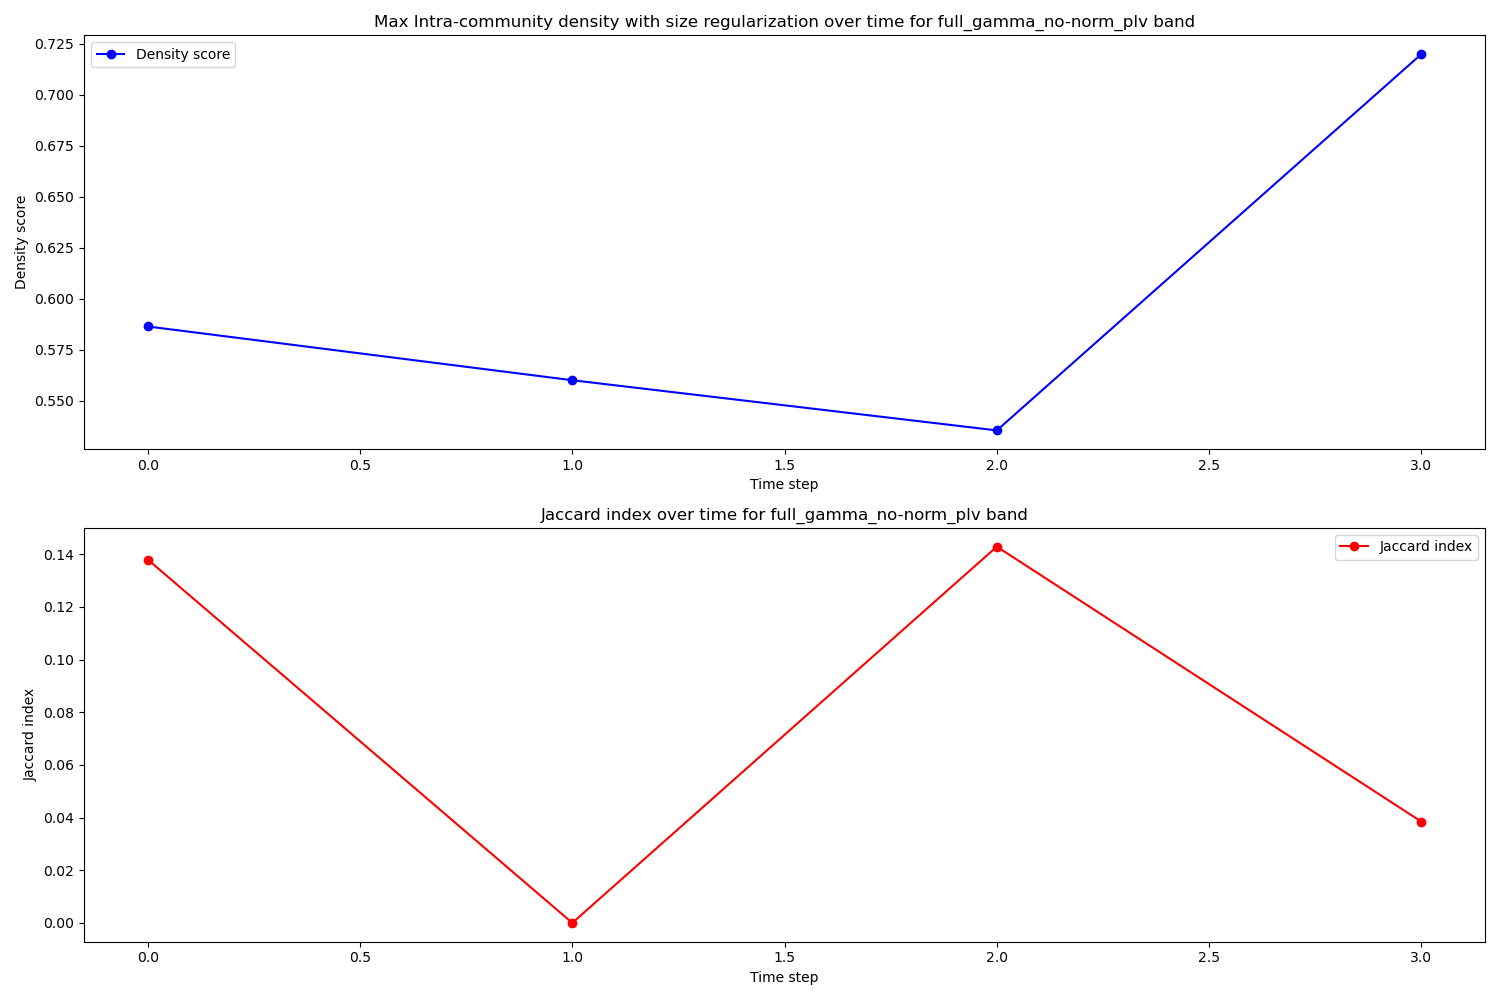 Max Intra-community density with size regularization over time for full_gamma_no-norm_plv band
0.725
0.700
0.675
0.650
0.625
0.600
0.575
0.550
Density score
Density score
0.0 0.5 1.0 1.5 2.0 2.5 3.0
Time step
Jaccard index over time for full_gamma_no-norm_plv band
0.14
0.12
0.10
0.08
0.06
0.04
0.02
0.00
Jaccard index
Jaccard index
0.0 0.5 1.0 1.5 2.0 2.5 3.0
Time step